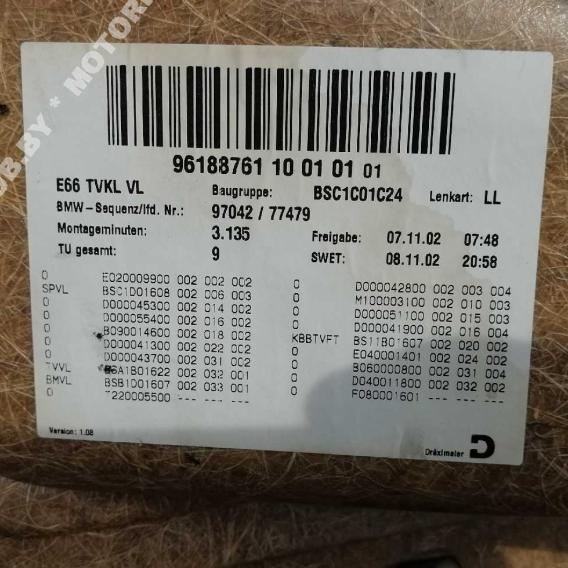 OB.BY * MOTOR
96188761 10 01 01 01
E66 TVKL VL Baugruppe: BSC1C01C24 Lenkart: LL
BMW-Sequenz/lfd. Nr.: 97042 / 77479
Montageminuten: 3.135 Freigabe: 07.11.02 07:48
TU gesamt: 9 SWET: 08.11.02 20:58
0 E020009900 002 002 002 0 D000042800 002 003 004
SPVL BSC1D01608 002 006 003 0 M100003100 002 010 003
0 D000045300 002 014 002 0 D000051100 002 015 003
0 D000055400 002 016 002 0 D000041900 002 016 004
0 B090014600 002 018 002 KBBTVFT BS11B01607 002 020 002
0 D000041300 002 022 002 0 E040001401 002 024 002
0 D000043700 002 031 002 0 B060000800 002 031 004
TVVL BSA1B01622 002 032 001 0 D040011800 002 032 002
BMVL BSB1D01607 002 033 001 0 F080001601 --- --- ---
0 T220005500 --- --- ---
Version: 1.08
D
Dräxlmaier